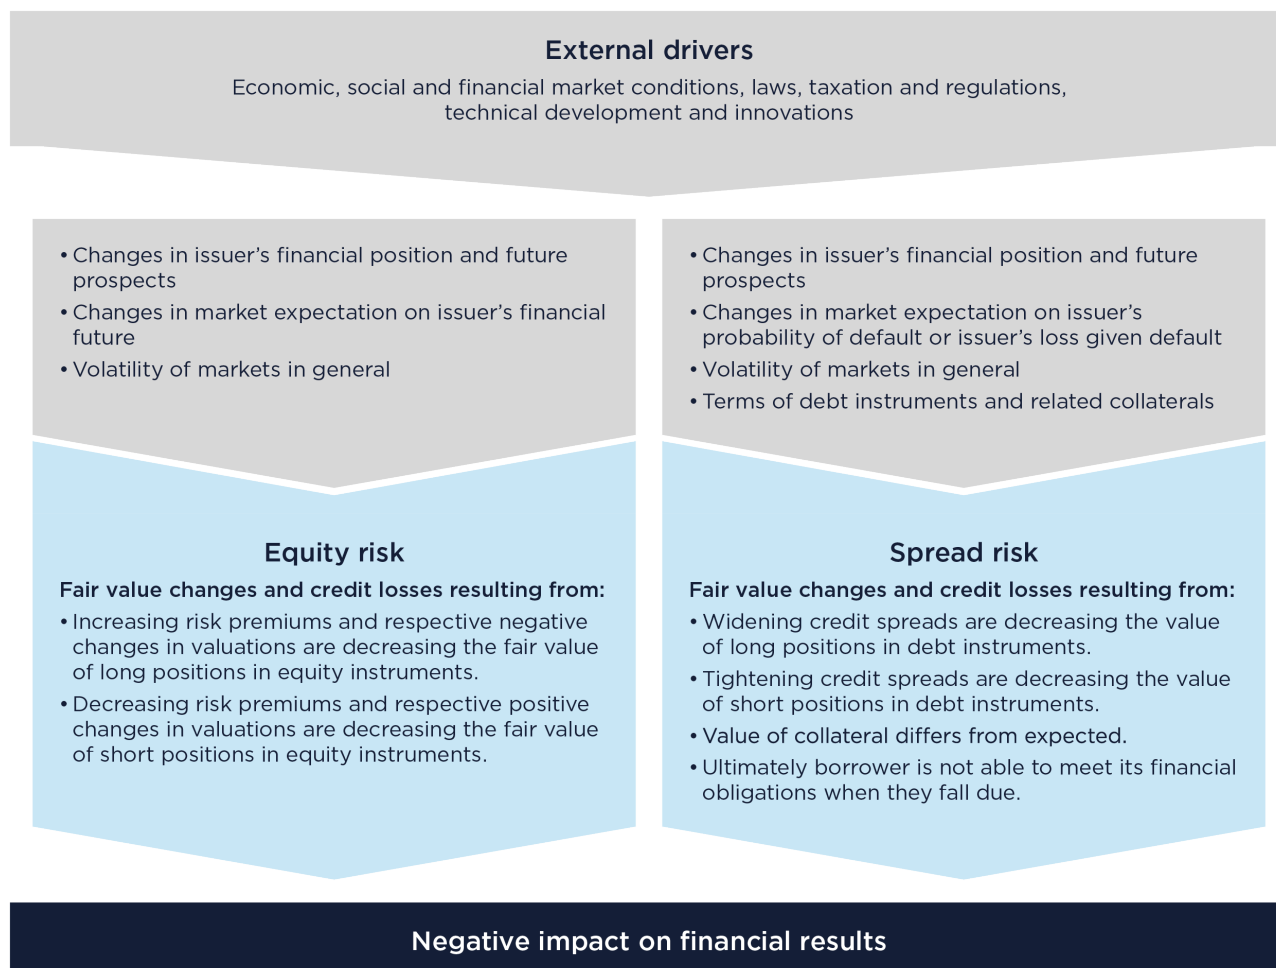 External drivers
Economic, social and financial market conditions, laws, taxation and regulations,
technical development and innovations
• Changes in issuer’s financial position and future
prospects
• Changes in market expectation on issuer’s financial
future
• Volatility of markets in general
• Changes in issuer’s financial position and future
prospects
• Changes in market expectation on issuer’s
probability of default or issuer’s loss given default
• Volatility of markets in general
• Terms of debt instruments and related collaterals
Equity risk
Fair value changes and credit losses resulting from:
• Increasing risk premiums and respective negative
changes in valuations are decreasing the fair value
of long positions in equity instruments.
• Decreasing risk premiums and respective positive
changes in valuations are decreasing the fair value
of short positions in equity instruments.
Spread risk
Fair value changes and credit losses resulting from:
• Widening credit spreads are decreasing the value
of long positions in debt instruments.
• Tightening credit spreads are decreasing the value
of short positions in debt instruments.
• Value of collateral differs from expected.
• Ultimately borrower is not able to meet its financial
obligations when they fall due.
Negative impact on financial results